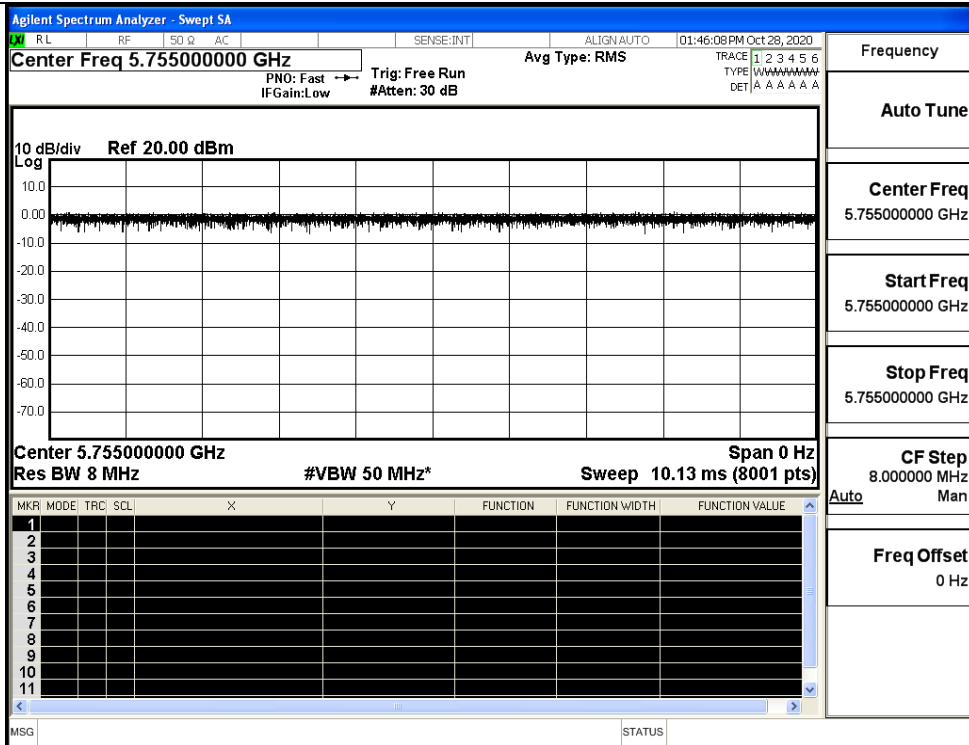 Agilent Spectrum Analyzer - Swept SA
LXI RL RF 50 Ω AC SENSE:INT ALIGN AUTO 01:46:08 PM Oct 28, 2020
Center Freq 5.755000000 GHz
PNO: Fast
IFGain:Low
Trig: Free Run
#Atten: 30 dB
Avg Type: RMS
TRACE 1 2 3 4 5 6
TYPE WWWWWW
DET A A A A A A
10 dB/div Ref 20.00 dBm
Log
10.0
0.00
-10.0
-20.0
-30.0
-40.0
-50.0
-60.0
-70.0
Center 5.755000000 GHz Span 0 Hz
Res BW 8 MHz #VBW 50 MHz* Sweep 10.13 ms (8001 pts)
MKR MODE TRC SCL X Y FUNCTION FUNCTION WIDTH FUNCTION VALUE
1
2
3
4
5
6
7
8
9
10
11
MSG STATUS
Frequency
Auto Tune
Center Freq
5.755000000 GHz
Start Freq
5.755000000 GHz
Stop Freq
5.755000000 GHz
CF Step
8.000000 MHz
Auto Man
Freq Offset
0 Hz